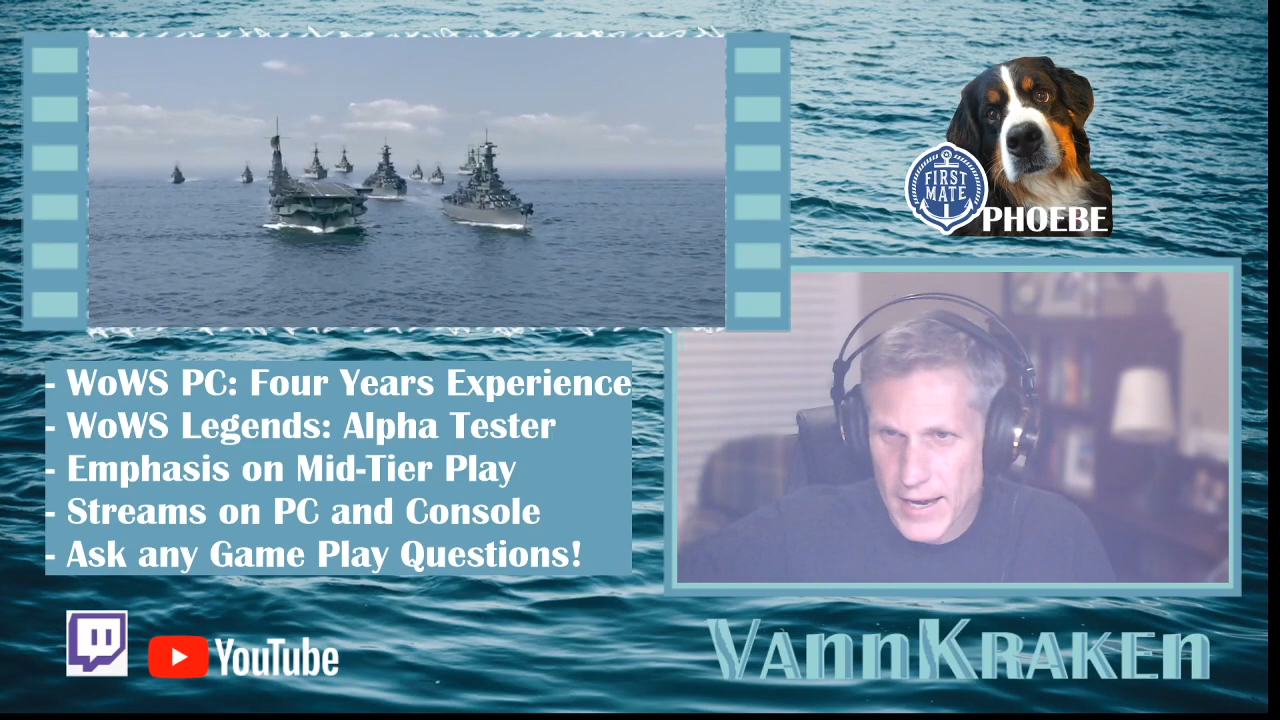 FIRST
MATE
PHOEBE
- WoWS PC: Four Years Experience
- WoWS Legends: Alpha Tester
- Emphasis on Mid-Tier Play
- Streams on PC and Console
- Ask any Game Play Questions!
YouTube
VannKraken